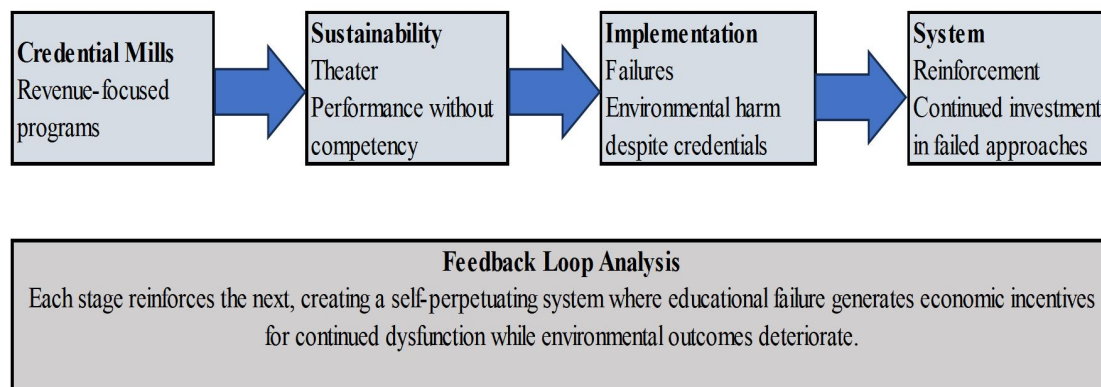 Credential Mills
Revenue-focused
programs
Sustainability
Theater
Performance without
competency
Implementation
Failures
Environmental harm
despite credentials
System
Reinforcement
Continued investment
in failed approaches
Feedback Loop Analysis
Each stage reinforces the next, creating a self-perpetuating system where educational failure generates economic incentives
for continued dysfunction while environmental outcomes deteriorate.